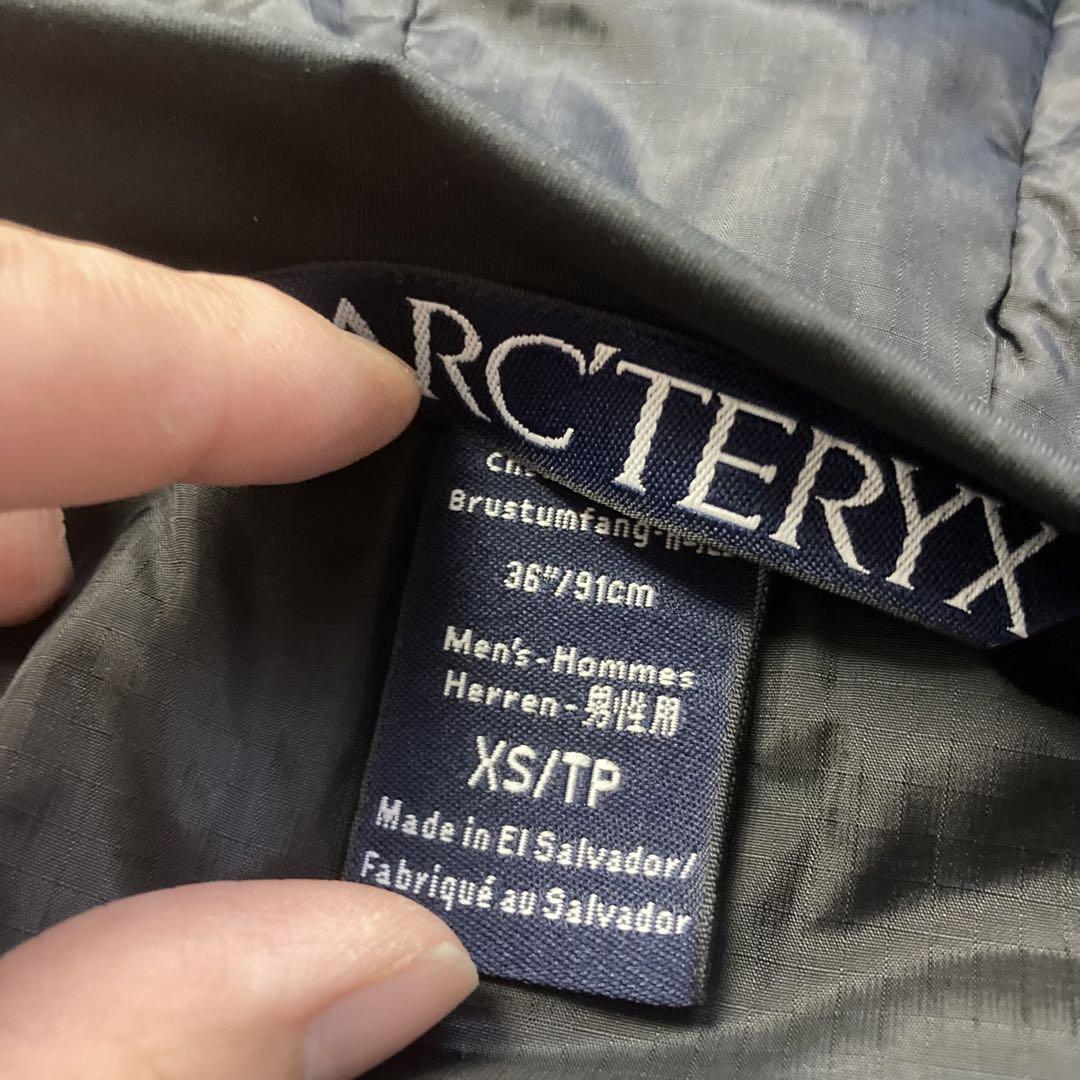 ARC'TERYX
Brustumfang-
36"/91cm
Men's-Hommes
Herren-男性用
XS/TP
Made in El Salvador/
Fabriqué au Salvador